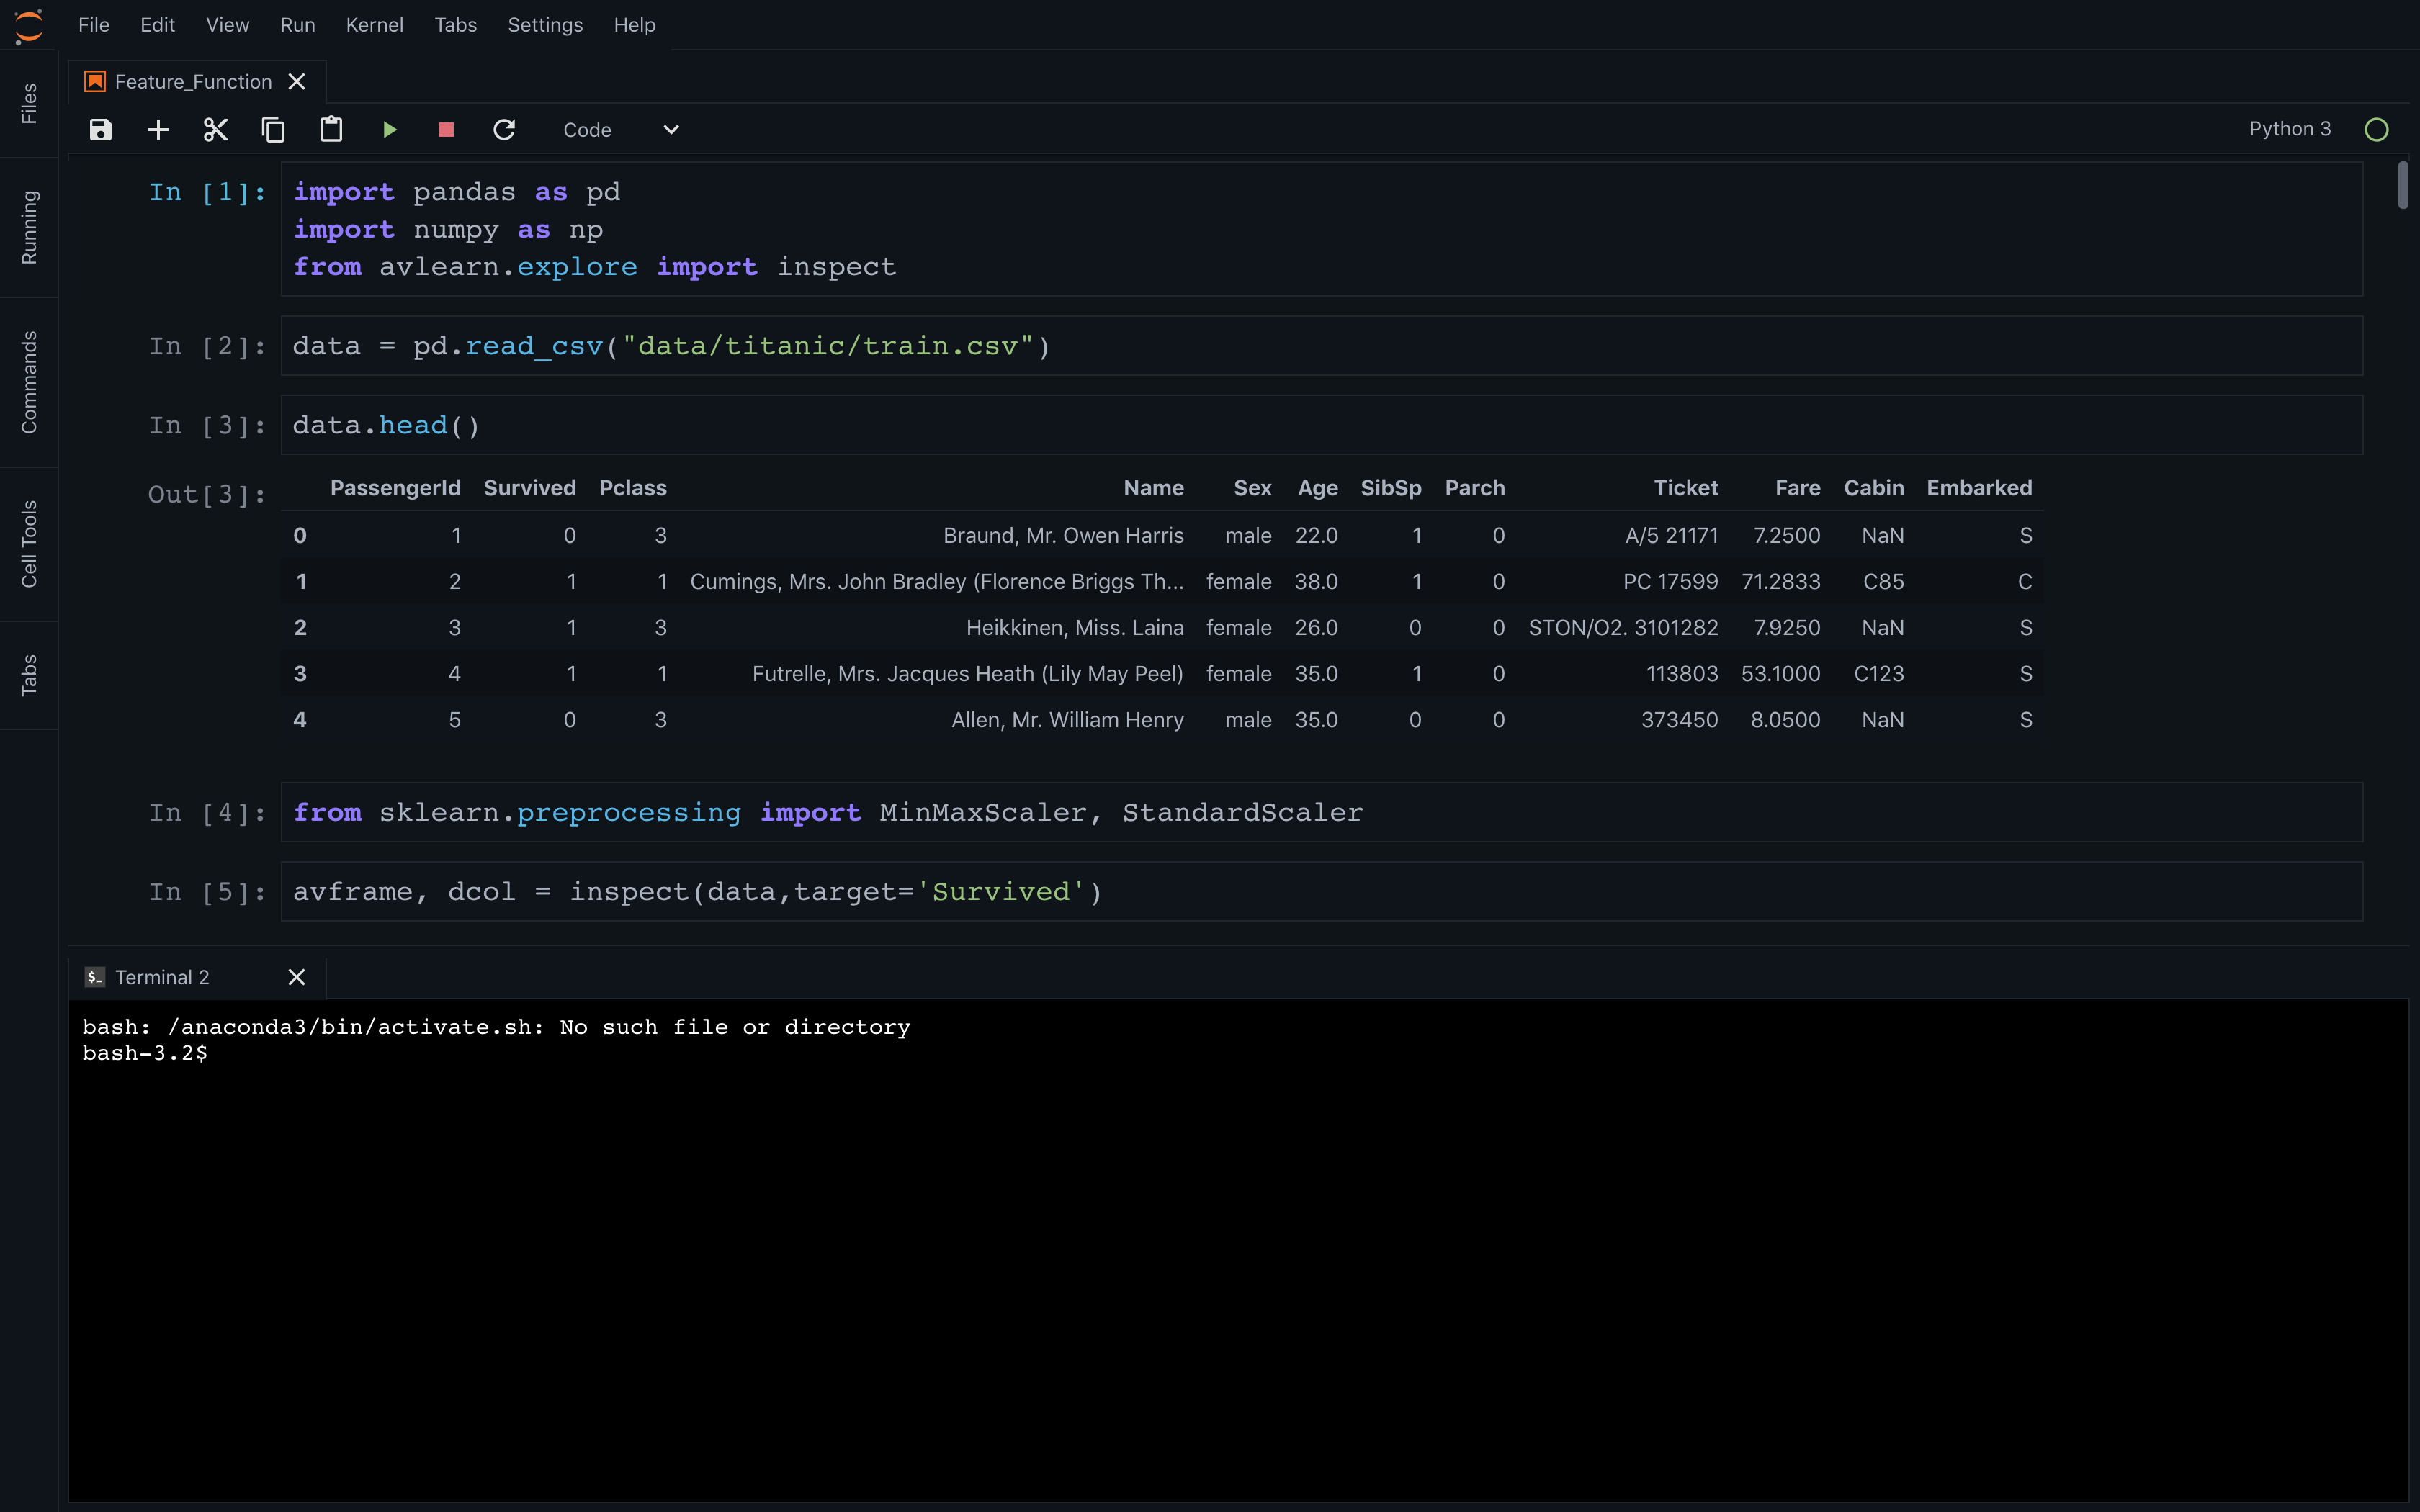 File Edit View Run Kernel Tabs Settings Help
Files
Running
Commands
Cell Tools
Tabs
Feature_Function
Code
Python 3
In [1]:
import pandas as pd
import numpy as np
from avlearn.explore import inspect
In [2]:
data = pd.read_csv("data/titanic/train.csv")
In [3]:
data.head()
Out[3]:
PassengerId Survived Pclass Name Sex Age SibSp Parch Ticket Fare Cabin Embarked
0 1 0 3 Braund, Mr. Owen Harris male 22.0 1 0 A/5 21171 7.2500 NaN S
1 2 1 1 Cumings, Mrs. John Bradley (Florence Briggs Th... female 38.0 1 0 PC 17599 71.2833 C85 C
2 3 1 3 Heikkinen, Miss. Laina female 26.0 0 0 STON/O2. 3101282 7.9250 NaN S
3 4 1 1 Futrelle, Mrs. Jacques Heath (Lily May Peel) female 35.0 1 0 113803 53.1000 C123 S
4 5 0 3 Allen, Mr. William Henry male 35.0 0 0 373450 8.0500 NaN S
In [4]:
from sklearn.preprocessing import MinMaxScaler, StandardScaler
In [5]:
avframe, dcol = inspect(data,target='Survived')
$_ Terminal 2
bash: /anaconda3/bin/activate.sh: No such file or directory
bash-3.2$